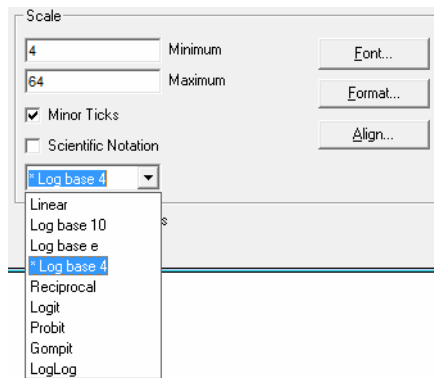 Scale
4 Minimum Font...
64 Maximum Format...
Minor Ticks Align...
Scientific Notation
* Log base 4
Linear s
Log base 10
Log base e
* Log base 4
Reciprocal
Logit
Probit
Gompit
LogLog